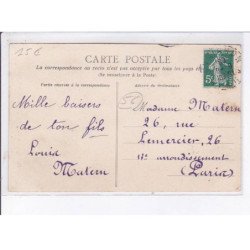 15€
CARTE POSTALE
La correspondance au recto n'est pas acceptée par tous les pays
(Se renseigner à la Poste)
Partie réservée à la correspondance
Adresse du destinataire
Mille baisers
de ton fils
Louis
Matern
Madame Matern
26, rue
Lemercier, 26
17e arrondissement
(Paris)
5c